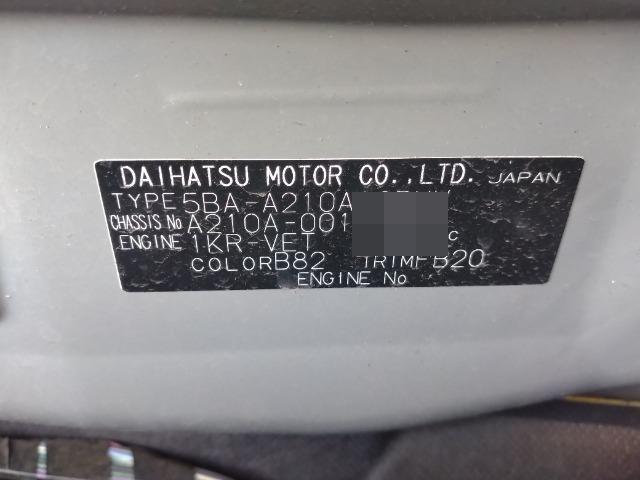 DAIHATSU MOTOR CO.,LTD. JAPAN
TYPE 5BA-A210A
CHASSIS No A210A-001
ENGINE 1KR-VET
COLOR B82 TRIM FB20
ENGINE No